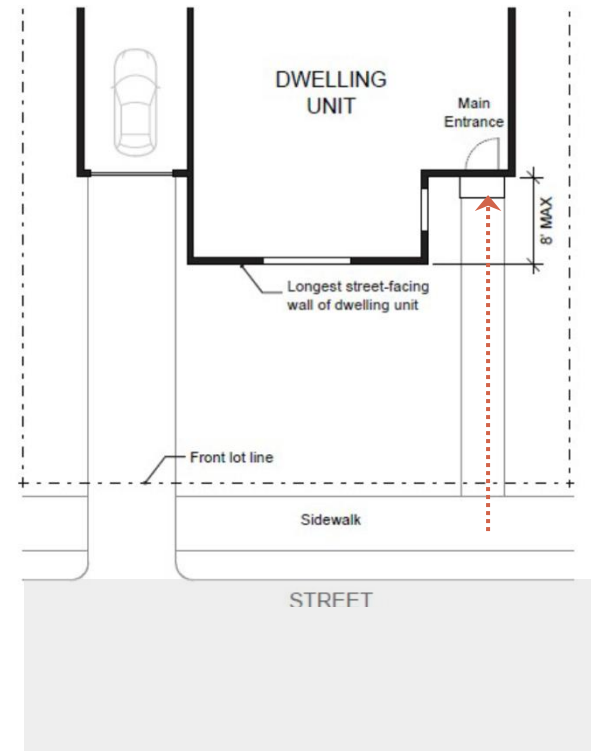 DWELLING
UNIT
Main
Entrance
8' MAX
Longest street-facing
wall of dwelling unit
Front lot line
Sidewalk
STREET